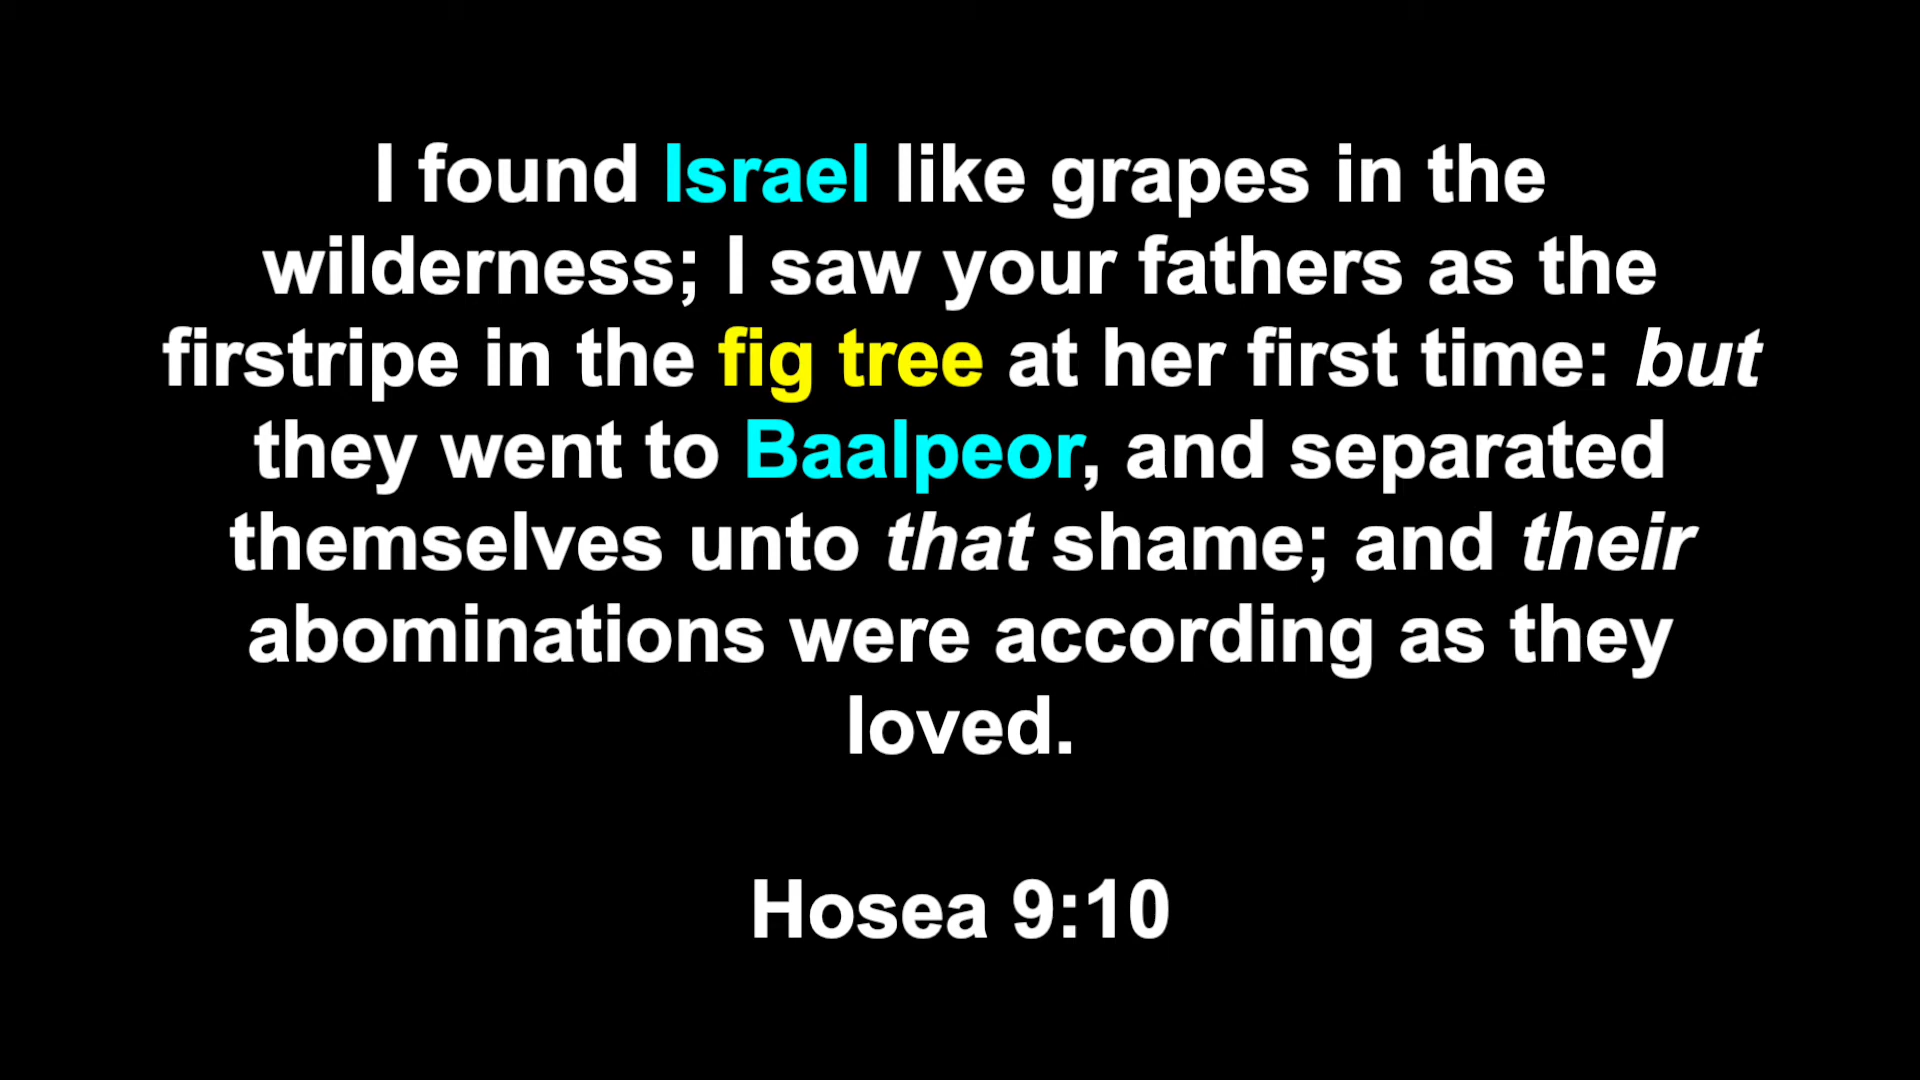 I found Israel like grapes in the
wilderness; I saw your fathers as the
firstripe in the fig tree at her first time: but
they went to Baalpeor, and separated
themselves unto that shame; and their
abominations were according as they
loved.
Hosea 9:10